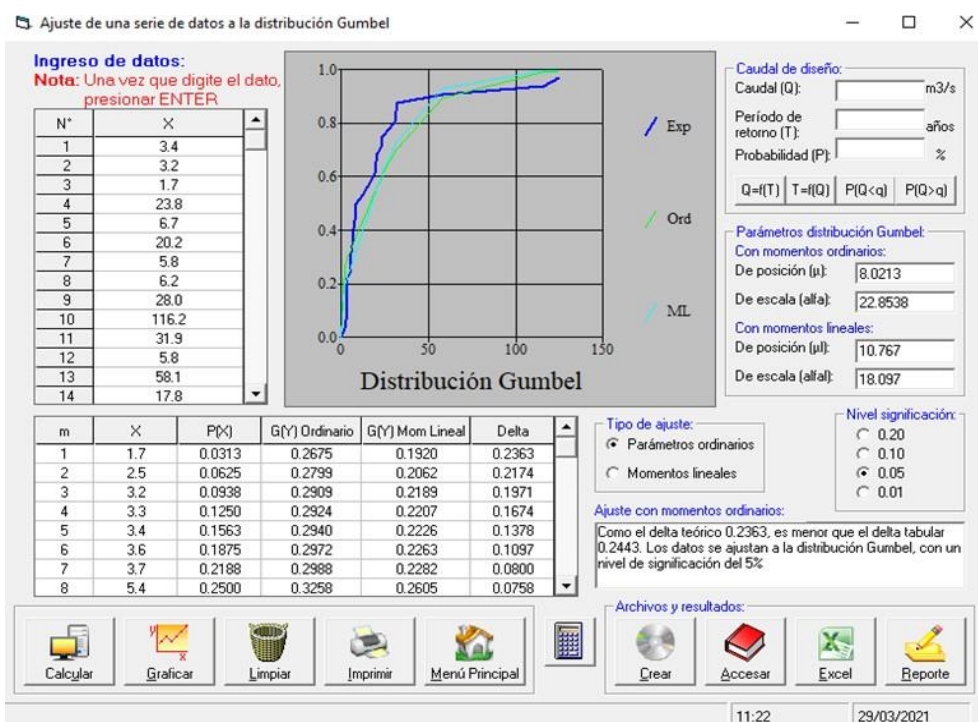 Ajuste de una serie de datos a la distribución Gumbel
Ingreso de datos:
Nota: Una vez que digite el dato,
presionar ENTER
N° X
1 3.4
2 3.2
3 1.7
4 23.8
5 6.7
6 20.2
7 5.8
8 6.2
9 28.0
10 116.2
11 31.9
12 5.8
13 58.1
14 17.8
1.0
0.8
0.6
0.4
0.2
0.0
0 50 100 150
Distribución Gumbel
Exp
Ord
ML
Caudal de diseño:
Caudal (Q): m3/s
Período de
retorno (T): años
Probabilidad (P): %
Q=f(T) T=f(Q) P(Q<q) P(Q>q)
Parámetros distribución Gumbel:
Con momentos ordinarios:
De posición (µ): 8.0213
De escala (alfa): 22.8538
Con momentos lineales:
De posición (µl): 10.767
De escala (alfal): 18.097
m X P(X) G(Y) Ordinario G(Y) Mom Lineal Delta
1 1.7 0.0313 0.2675 0.1920 0.2363
2 2.5 0.0625 0.2799 0.2062 0.2174
3 3.2 0.0938 0.2909 0.2189 0.1971
4 3.3 0.1250 0.2924 0.2207 0.1674
5 3.4 0.1563 0.2940 0.2226 0.1378
6 3.6 0.1875 0.2972 0.2263 0.1097
7 3.7 0.2188 0.2988 0.2282 0.0800
8 5.4 0.2500 0.3258 0.2605 0.0758
Tipo de ajuste:
Parámetros ordinarios
Momentos lineales
Nivel significación:
0.20
0.10
0.05
0.01
Ajuste con momentos ordinarios:
Como el delta teórico 0.2363, es menor que el delta tabular
0.2443. Los datos se ajustan a la distribución Gumbel, con un
nivel de significación del 5%
Calcular Graficar Limpiar Imprimir Menú Principal
Archivos y resultados:
Crear Accesar Excel Reporte
11:22 29/03/2021